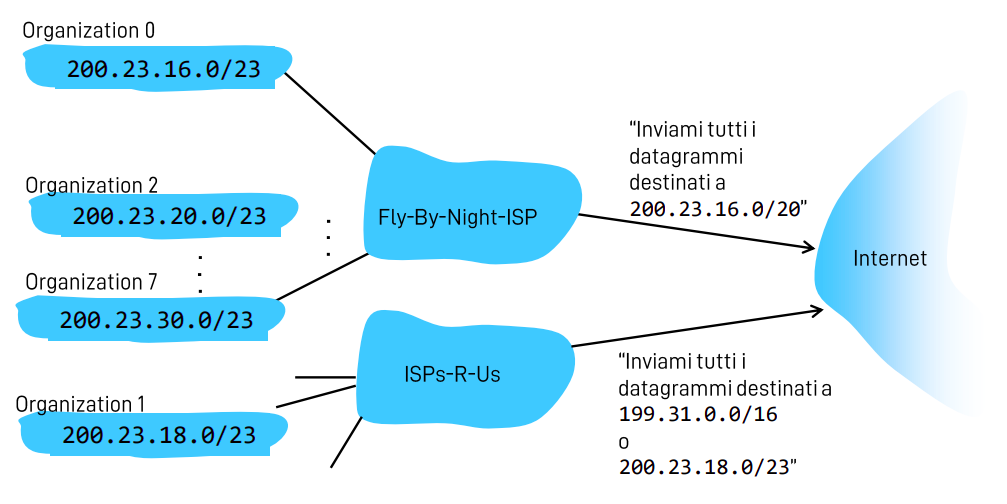 Organization 0
200.23.16.0/23
Organization 2
200.23.20.0/23
Organization 7
200.23.30.0/23
Organization 1
200.23.18.0/23
Fly-By-Night-ISP
ISPs-R-Us
“Inviami tutti i
datagrammi
destinati a
200.23.16.0/20”
Internet
“Inviami tutti i
datagrammi destinati a
199.31.0.0/16
o
200.23.18.0/23”